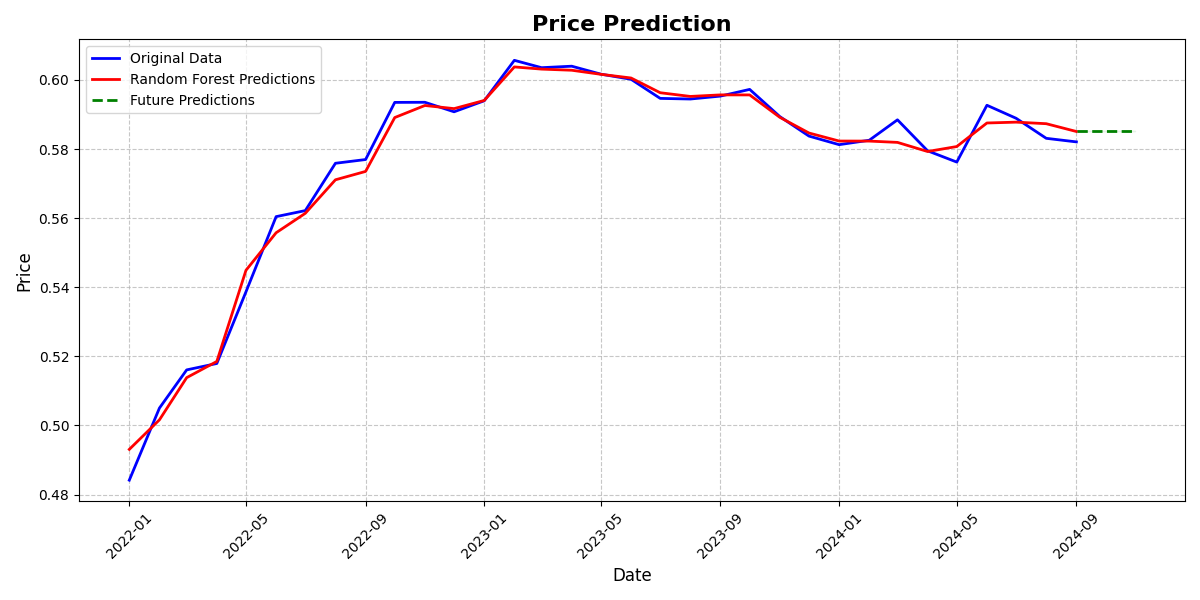 Price Prediction
Original Data
Random Forest Predictions
Future Predictions
Price
0.60
0.58
0.56
0.54
0.52
0.50
0.48
2022-01
2022-05
2022-09
2023-01
2023-05
2023-09
2024-01
2024-05
2024-09
Date